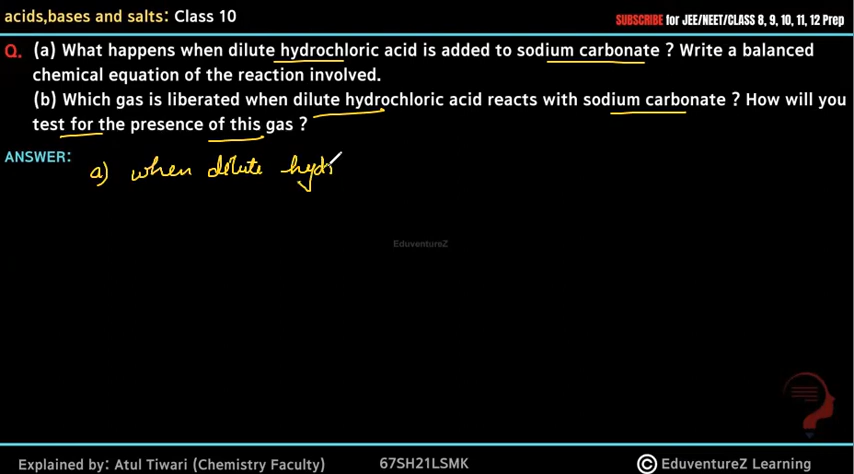 acids,bases and salts: Class 10
SUBSCRIBE for JEE/NEET/CLASS 8, 9, 10, 11, 12 Prep
Q. (a) What happens when dilute hydrochloric acid is added to sodium carbonate ? Write a balanced
chemical equation of the reaction involved.
(b) Which gas is liberated when dilute hydrochloric acid reacts with sodium carbonate ? How will you
test for the presence of this gas ?
ANSWER:
a) when dilute hydr
EduventureZ
Explained by: Atul Tiwari (Chemistry Faculty)
67SH21LSMK
© EduventureZ Learning